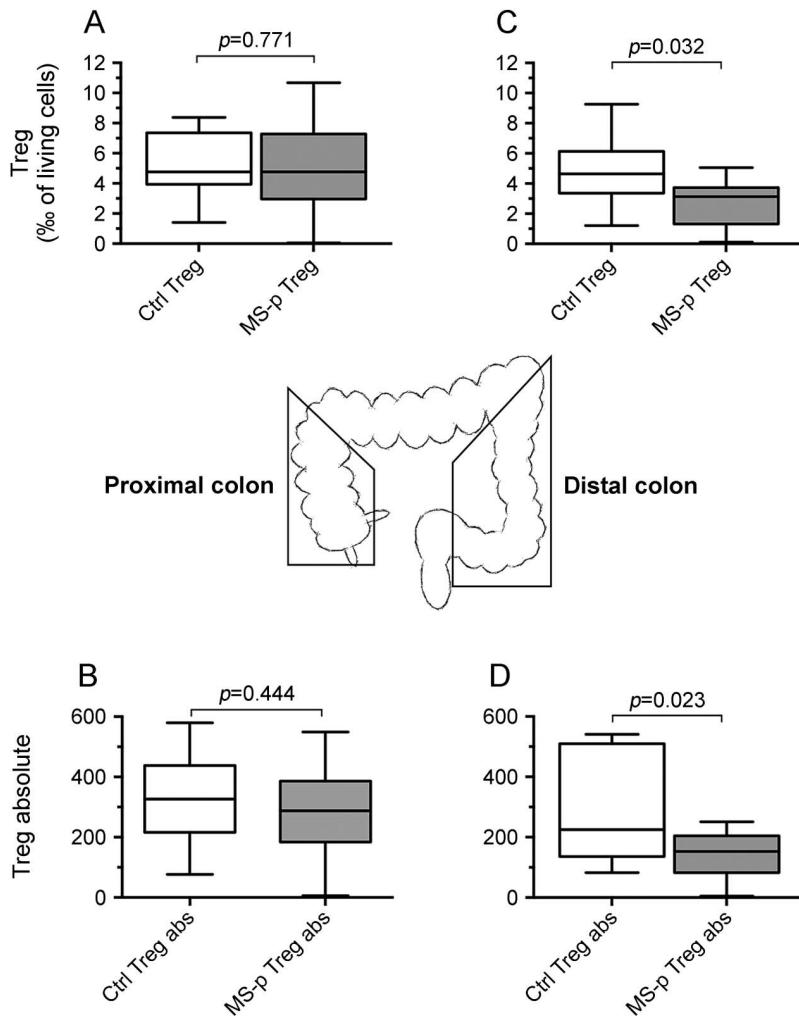 A
p=0.771
Treg
(‰ of living cells)
12
10
8
6
4
2
0
Ctrl Treg
MS-p Treg
C
p=0.032
12
10
8
6
4
2
0
Ctrl Treg
MS-p Treg
Proximal colon
Distal colon
B
p=0.444
Treg absolute
600
400
200
0
Ctrl Treg abs
MS-p Treg abs
D
p=0.023
600
400
200
0
Ctrl Treg abs
MS-p Treg abs